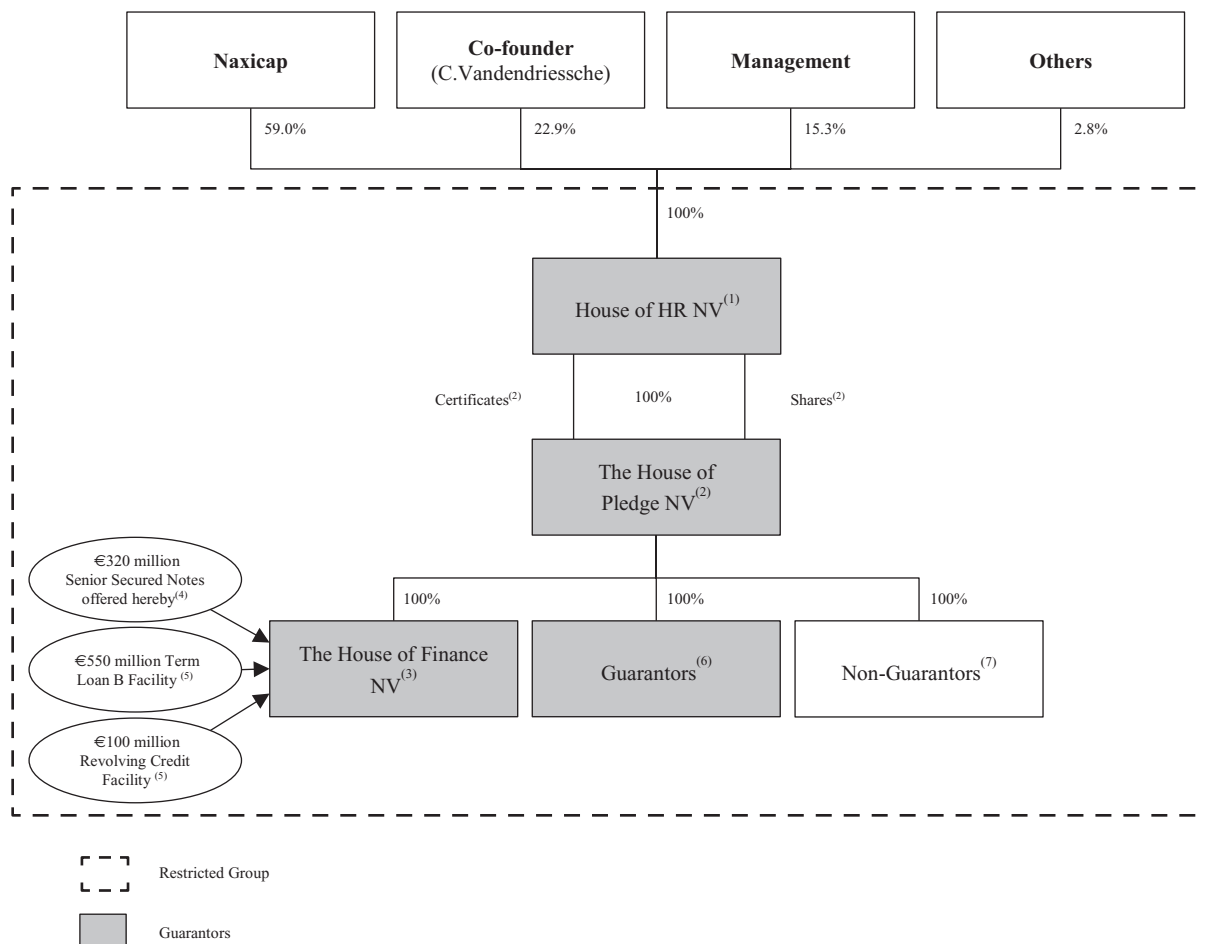 Naxicap
Co-founder
(C.Vandendriessche)
Management
Others
59.0%
22.9%
15.3%
2.8%
100%
House of HR NV(1)
Certificates(2)
100%
Shares(2)
The House of
Pledge NV(2)
€320 million
Senior Secured Notes
offered hereby(4)
100%
100%
100%
€550 million Term
Loan B Facility (5)
The House of Finance
NV(3)
Guarantors(6)
Non-Guarantors(7)
€100 million
Revolving Credit
Facility (5)
Restricted Group
Guarantors